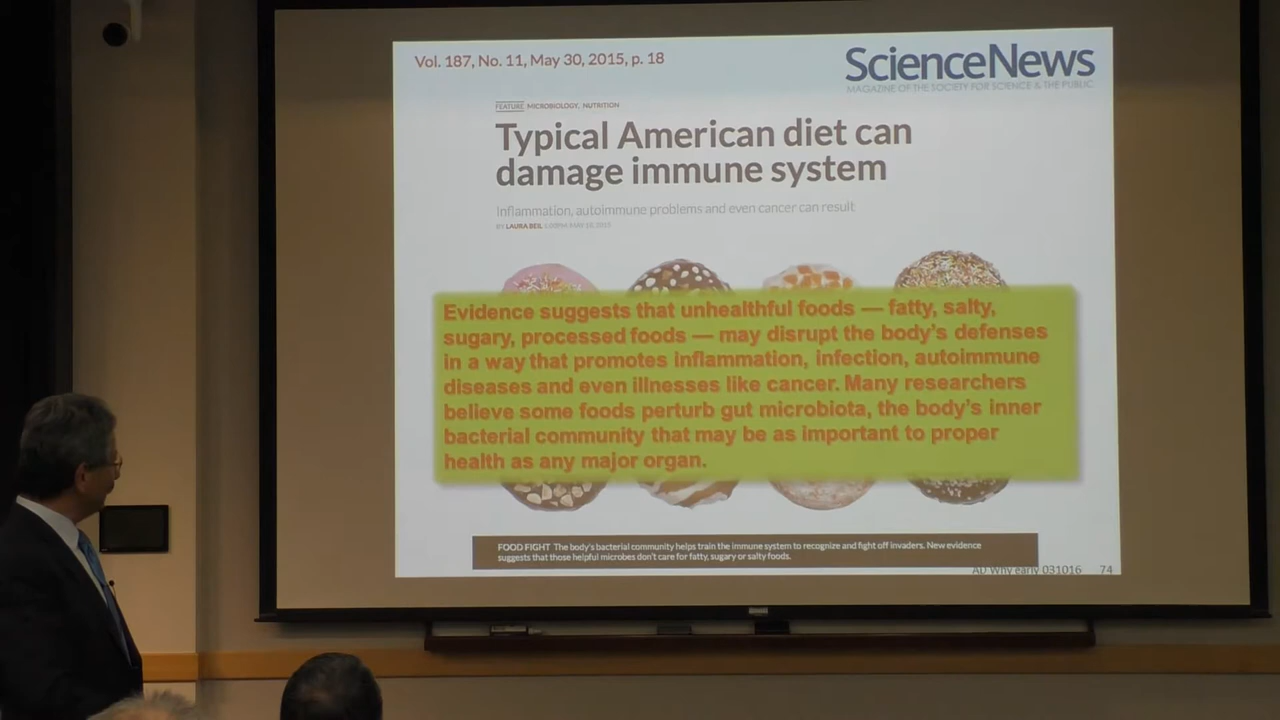 Vol. 187, No. 11, May 30, 2015, p. 18
ScienceNews
MAGAZINE OF THE SOCIETY FOR SCIENCE & THE PUBLIC
FEATURE MICROBIOLOGY, NUTRITION
Typical American diet can
damage immune system
Inflammation, autoimmune problems and even cancer can result
BY LAURA BEIL
Evidence suggests that unhealthful foods — fatty, salty,
sugary, processed foods — may disrupt the body's defenses
in a way that promotes inflammation, infection, autoimmune
diseases and even illnesses like cancer. Many researchers
believe some foods perturb gut microbiota, the body's inner
bacterial community that may be as important to proper
health as any major organ.
FOOD FIGHT The body's bacterial community helps train the immune system to recognize and fight off invaders. New evidence
suggests that those helpful microbes don't care for fatty, sugary or salty foods.
AD Why early 031016 74